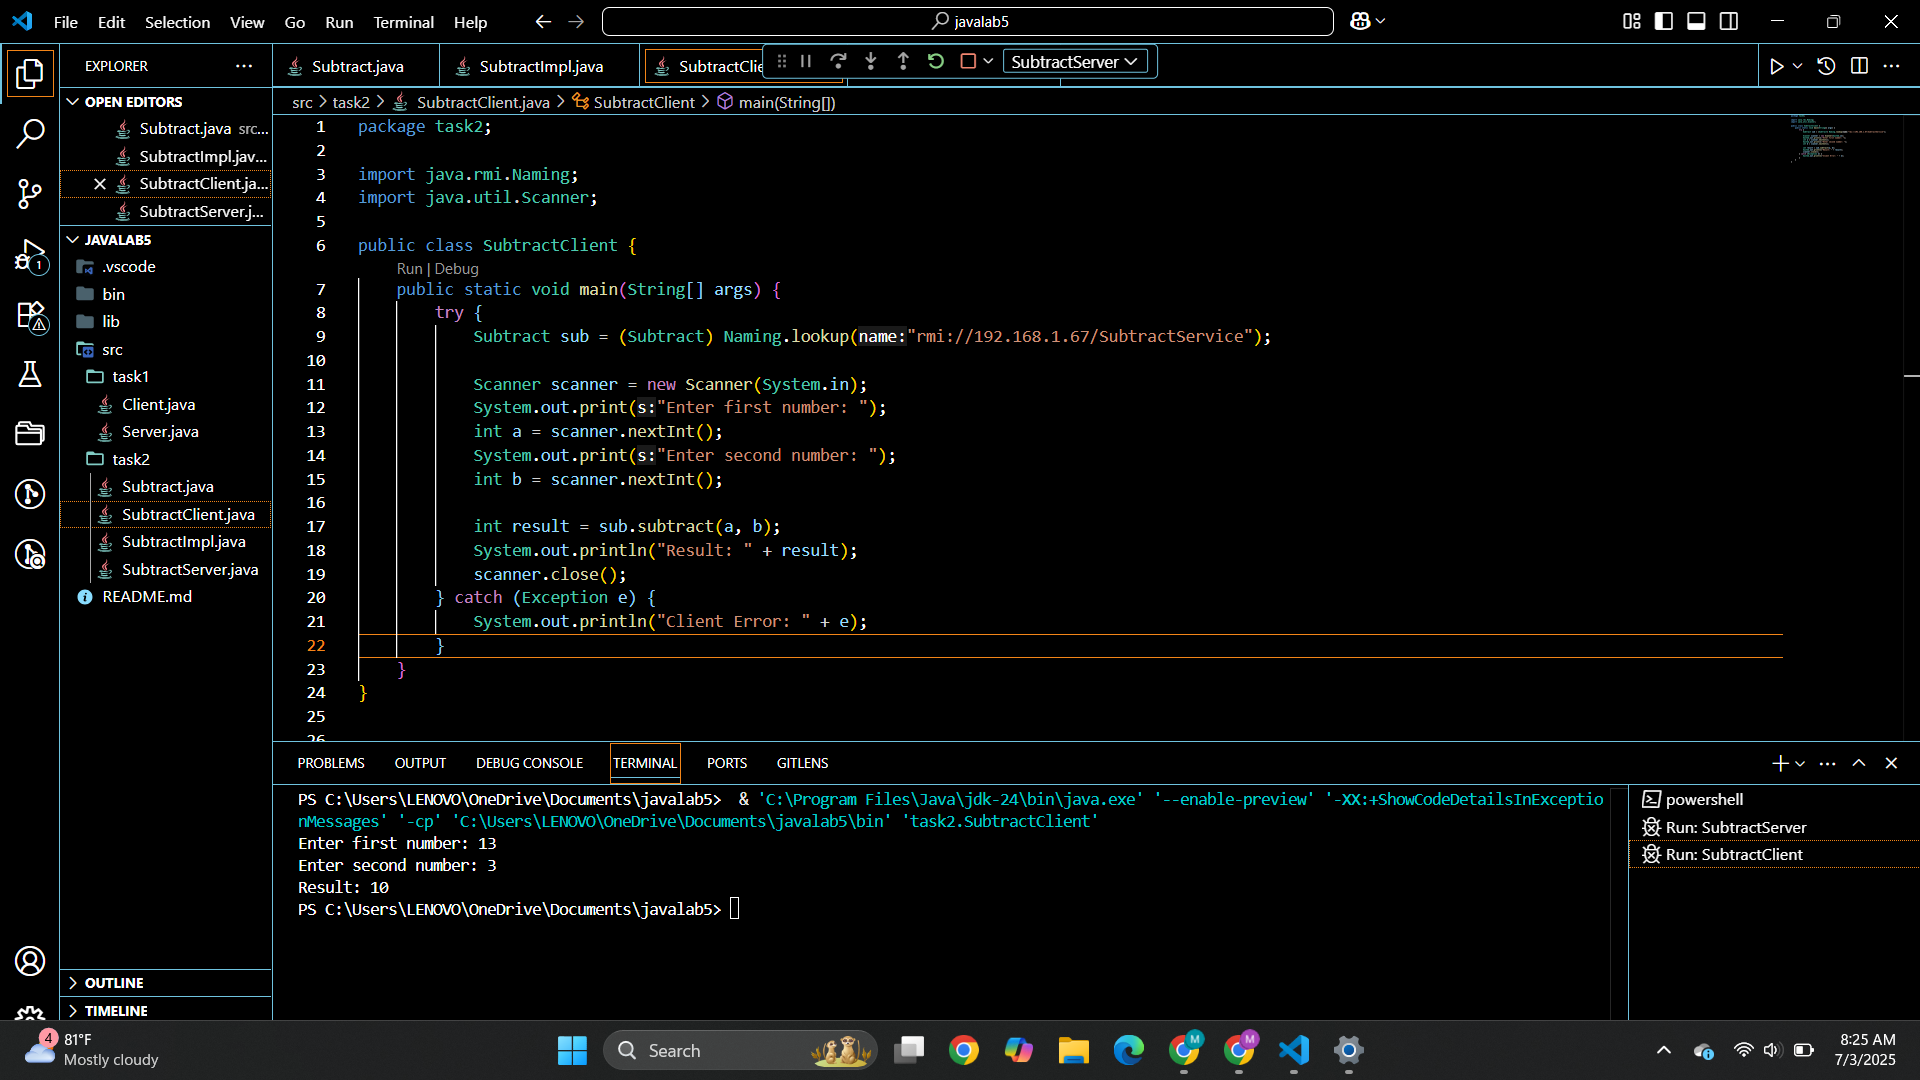 File Edit Selection View Go Run Terminal Help
javalab5
EXPLORER
OPEN EDITORS
Subtract.java src...
SubtractImpl.jav...
SubtractClient.ja...
SubtractServer.j...
JAVALAB5
.vscode
bin
lib
src
task1
Client.java
Server.java
task2
Subtract.java
SubtractClient.java
SubtractImpl.java
SubtractServer.java
README.md
OUTLINE
TIMELINE
1
Subtract.java
SubtractImpl.java
SubtractClie
SubtractServer
src > task2 > SubtractClient.java > SubtractClient > main(String[])
1 package task2;
2
3 import java.rmi.Naming;
4 import java.util.Scanner;
5
6 public class SubtractClient {
Run | Debug
7 public static void main(String[] args) {
8 try {
9 Subtract sub = (Subtract) Naming.lookup(name:"rmi://192.168.1.67/SubtractService");
10
11 Scanner scanner = new Scanner(System.in);
12 System.out.print(s:"Enter first number: ");
13 int a = scanner.nextInt();
14 System.out.print(s:"Enter second number: ");
15 int b = scanner.nextInt();
16
17 int result = sub.subtract(a, b);
18 System.out.println("Result: " + result);
19 scanner.close();
20 } catch (Exception e) {
21 System.out.println("Client Error: " + e);
22 }
23 }
24 }
25
26
PROBLEMS OUTPUT DEBUG CONSOLE TERMINAL PORTS GITLENS
PS C:\Users\LENOVO\OneDrive\Documents\javalab5> & 'C:\Program Files\Java\jdk-24\bin\java.exe' '--enable-preview' '-XX:+ShowCodeDetailsInExceptio
nMessages' '-cp' 'C:\Users\LENOVO\OneDrive\Documents\javalab5\bin' 'task2.SubtractClient'
Enter first number: 13
Enter second number: 3
Result: 10
PS C:\Users\LENOVO\OneDrive\Documents\javalab5>
powershell
Run: SubtractServer
Run: SubtractClient
4
81°F
Mostly cloudy
Search
M
M
8:25 AM
7/3/2025